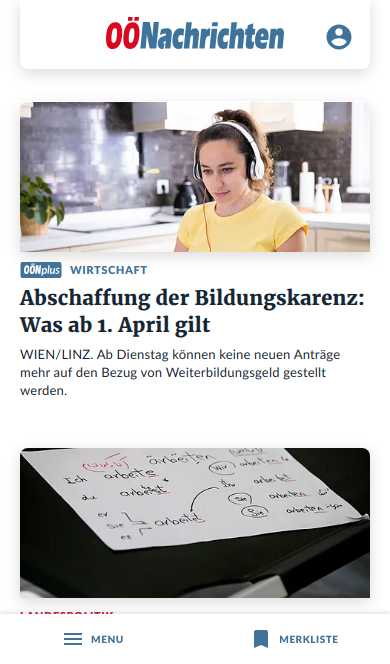 OÖNachrichten
OÖNplus WIRTSCHAFT
Abschaffung der Bildungskarenz:
Was ab 1. April gilt
WIEN/LINZ. Ab Dienstag können keine neuen Anträge
mehr auf den Bezug von Weiterbildungsgeld gestellt
werden.
arbeiten
Ich arbeite
du arbeitest
er
sie arbeitet
es
wir arbeiten
ihr arbeitet
Sie arbeiten
Sie arbeiten
LANDESPOLITIK
MENU
MERKLISTE